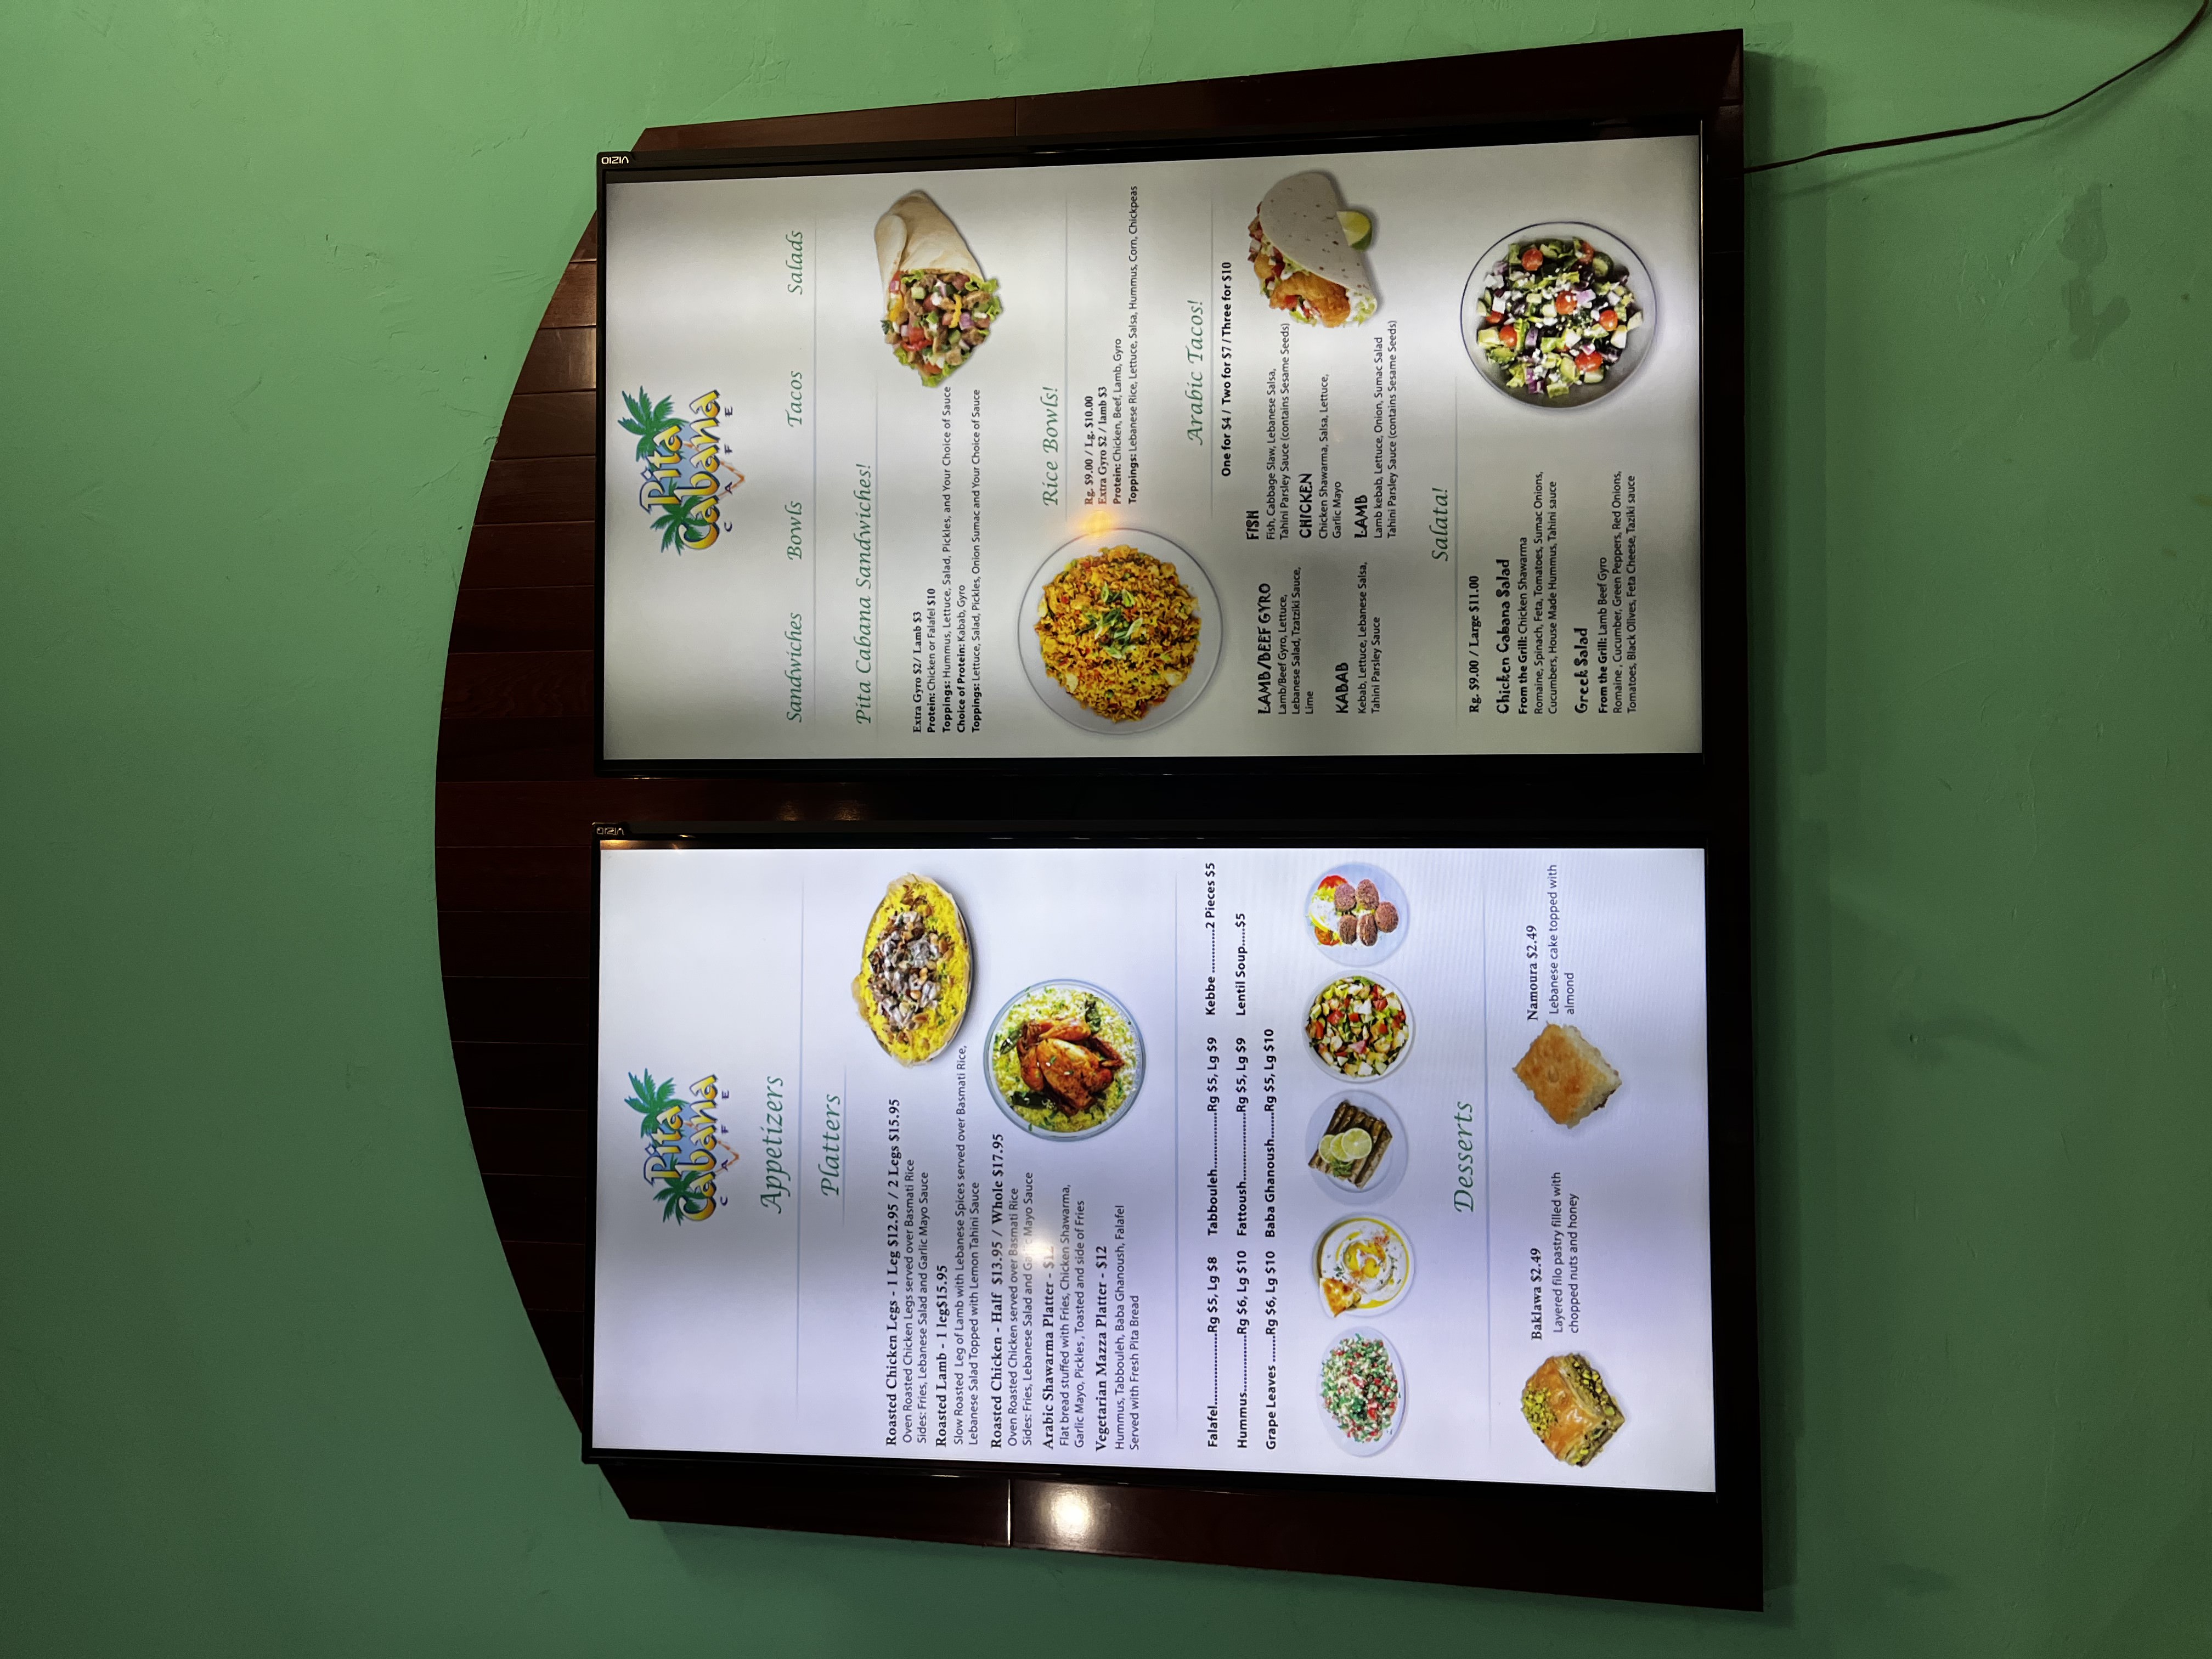 VIZIO
Pita
Cabana
CAFE
Appetizers
Platters
Roasted Chicken Legs - 1 Leg $12.95 / 2 Legs $15.95
Oven Roasted Chicken Legs served over Basmati Rice
Sides: Fries, Lebanese Salad and Garlic Mayo Sauce
Roasted Lamb - 1 leg$15.95
Slow Roasted Leg of Lamb with Lebanese Spices served over Basmati Rice,
Lebanese Salad Topped with Lemon Tahini Sauce
Roasted Chicken - Half $13.95 / Whole $17.95
Oven Roasted Chicken served over Basmati Rice
Sides: Fries, Lebanese Salad and Garlic Mayo Sauce
Arabic Shawarma Platter -
Flat bread stuffed with Fries, Chicken Shawarma,
Garlic Mayo, Pickles , Toasted and side of Fries
Vegetarian Mazza Platter - $12
Hummus, Tabbouleh, Baba Ghanoush, Falafel
Served with Fresh Pita Bread
Falafel....................Rg $5, Lg $8
Hummus................Rg $6, Lg $10
Grape Leaves .......Rg $6, Lg $10
Tabbouleh...............Rg $5, Lg $9
Fattoush...................Rg $5, Lg $9
Baba Ghanoush.......Rg $5, Lg $10
Kebbe ............2 Pieces $5
Lentil Soup.....$5
Desserts
Baklawa $2.49
Layered filo pastry filled with
chopped nuts and honey
Namoura $2.49
Lebanese cake topped with
almond
VIZIO
Pita
Cabana
CAFE
Sandwiches Bowls Tacos Salads
Pita Cabana Sandwiches!
Extra Gyro $2/ Lamb $3
Protein: Chicken or Falafel $10
Toppings: Hummus, Lettuce, Salad, Pickles, and Your Choice of Sauce
Choice of Protein: Kabab, Gyro
Toppings: Lettuce, Salad, Pickles, Onion Sumac and Your Choice of Sauce
Rice Bowls!
Rg. $9.00 / Lg. $10.00
Extra Gyro $2 / lamb $3
Protein: Chicken, Beef, Lamb, Gyro
Toppings: Lebanese Rice, Lettuce, Salsa, Hummus, Corn, Chickpeas
Arabic Tacos!
One for $4 / Two for $7 / Three for $10
LAMB/BEEF GYRO
Lamb/Beef Gyro, Lettuce,
Lebanese Salad, Tzatziki Sauce,
Lime
KABAB
Kebab, Lettuce, Lebanese Salsa,
Tahini Parsley Sauce
FISH
Fish, Cabbage Slaw, Lebanese Salsa,
Tahini Parsley Sauce (contains Sesame Seeds)
CHICKEN
Chicken Shawarma, Salsa, Lettuce,
Garlic Mayo
LAMB
Lamb kebab, Lettuce, Onion, Sumac Salad
Tahini Parsley Sauce (contains Sesame Seeds)
Salata!
Rg. $9.00 / Large $11.00
Chicken Cabana Salad
From the Grill: Chicken Shawarma
Romaine, Spinach, Feta, Tomatoes, Sumac Onions,
Cucumbers, House Made Hummus, Tahini sauce
Greek Salad
From the Grill: Lamb Beef Gyro
Romaine , Cucumber, Green Peppers, Red Onions,
Tomatoes, Black Olives, Feta Cheese, Taziki sauce